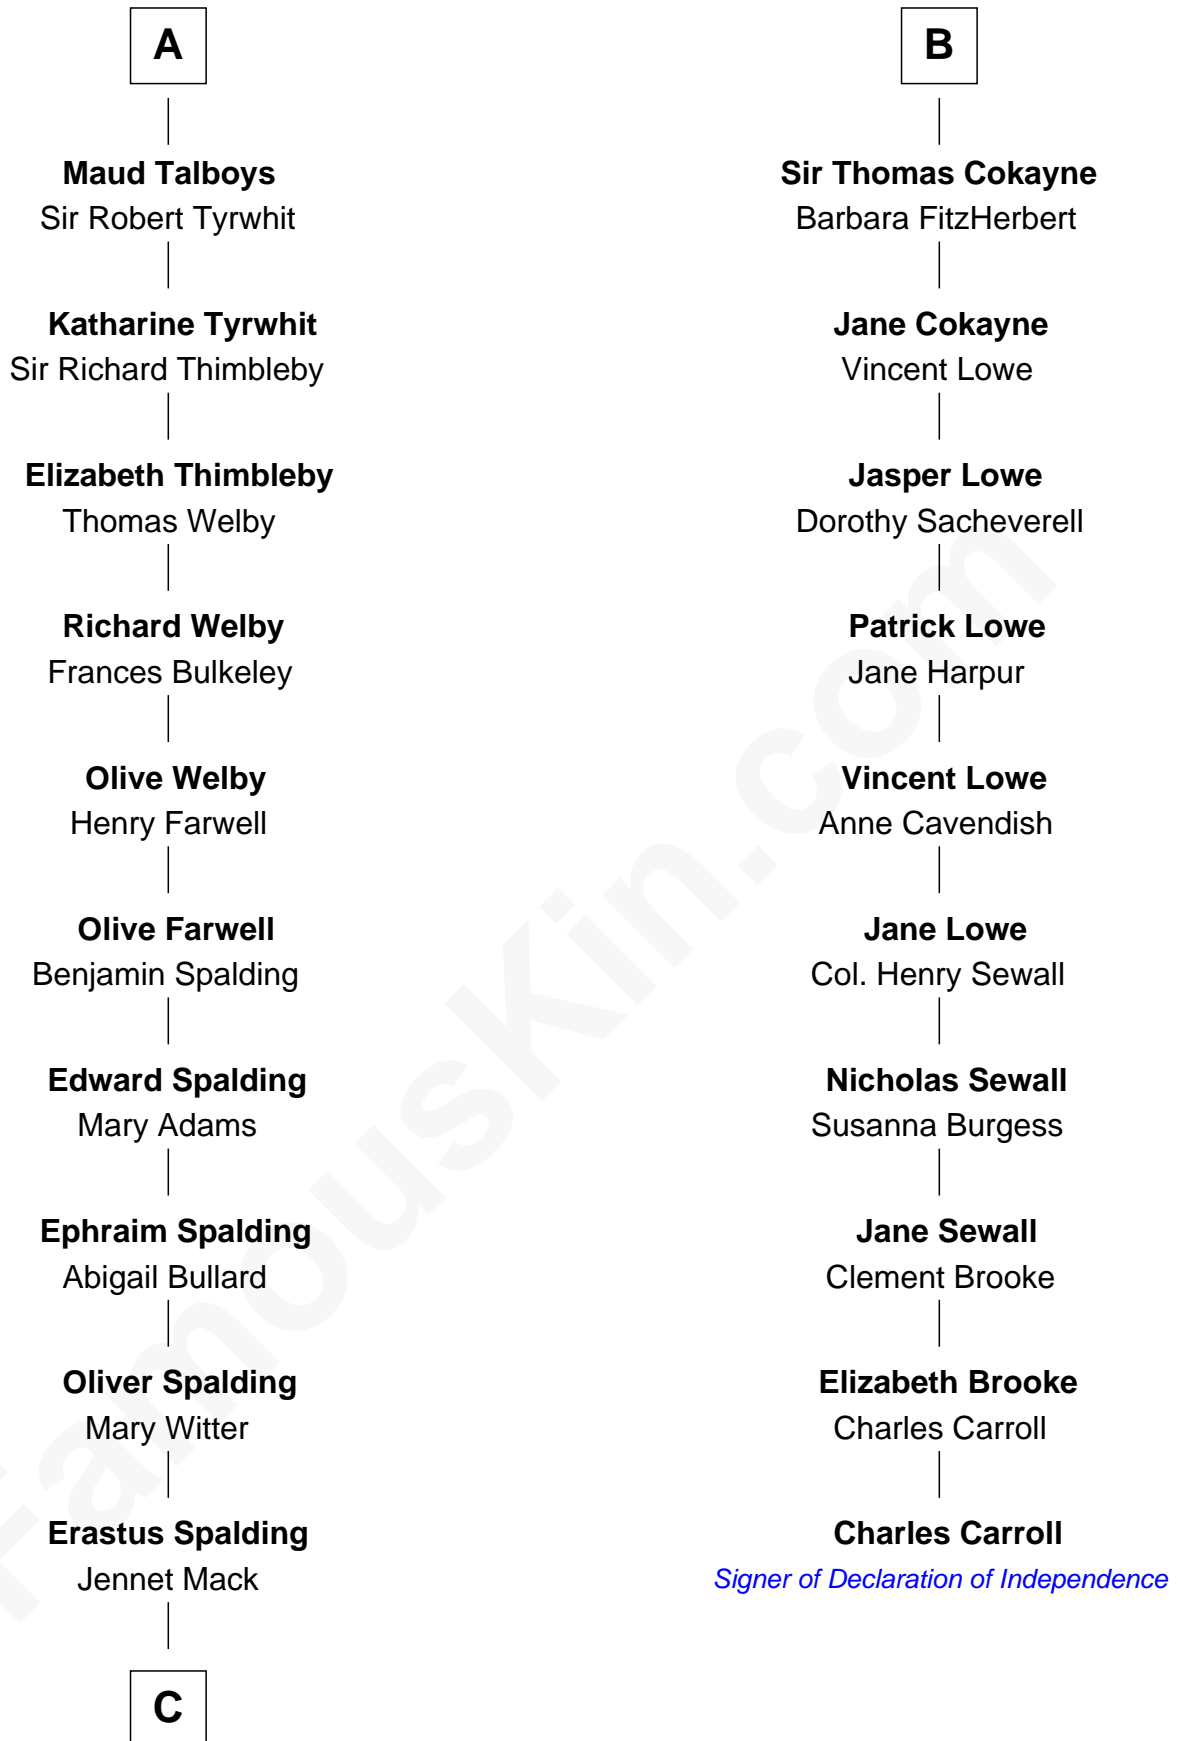 A
Maud Talboys
Sir Robert Tyrwhit
Katharine Tyrwhit
Sir Richard Thimbleby
Elizabeth Thimbleby
Thomas Welby
Richard Welby
Frances Bulkeley
Olive Welby
Henry Farwell
Olive Farwell
Benjamin Spalding
Edward Spalding
Mary Adams
Ephraim Spalding
Abigail Bullard
Oliver Spalding
Mary Witter
Erastus Spalding
Jennet Mack
C
B
Sir Thomas Cokayne
Barbara FitzHerbert
Jane Cokayne
Vincent Lowe
Jasper Lowe
Dorothy Sacheverell
Patrick Lowe
Jane Harpur
Vincent Lowe
Anne Cavendish
Jane Lowe
Col. Henry Sewall
Nicholas Sewall
Susanna Burgess
Jane Sewall
Clement Brooke
Elizabeth Brooke
Charles Carroll
Charles Carroll
Signer of Declaration of Independence
FamousKin.com